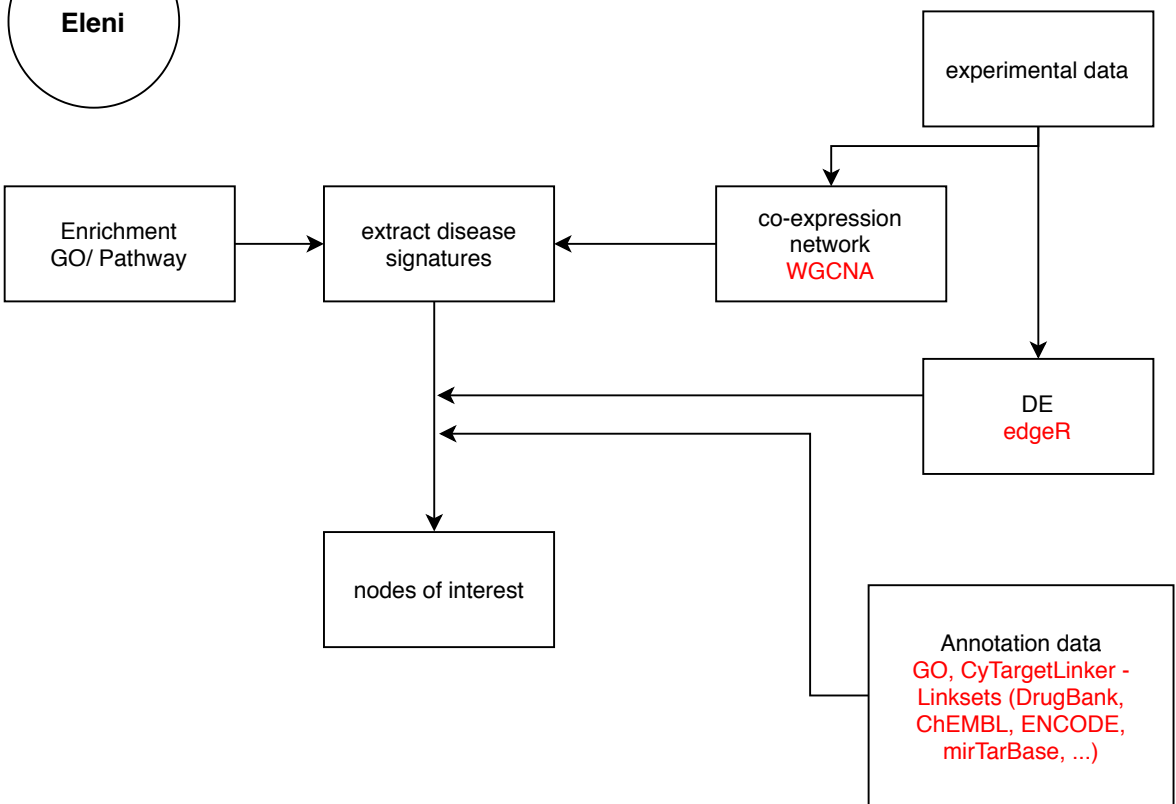 Eleni
experimental data
Enrichment
GO/ Pathway
extract disease
signatures
co-expression
network
WGCNA
DE
edgeR
nodes of interest
Annotation data
GO, CyTargetLinker -
Linksets (DrugBank,
ChEMBL, ENCODE,
mirTarBase, ...)